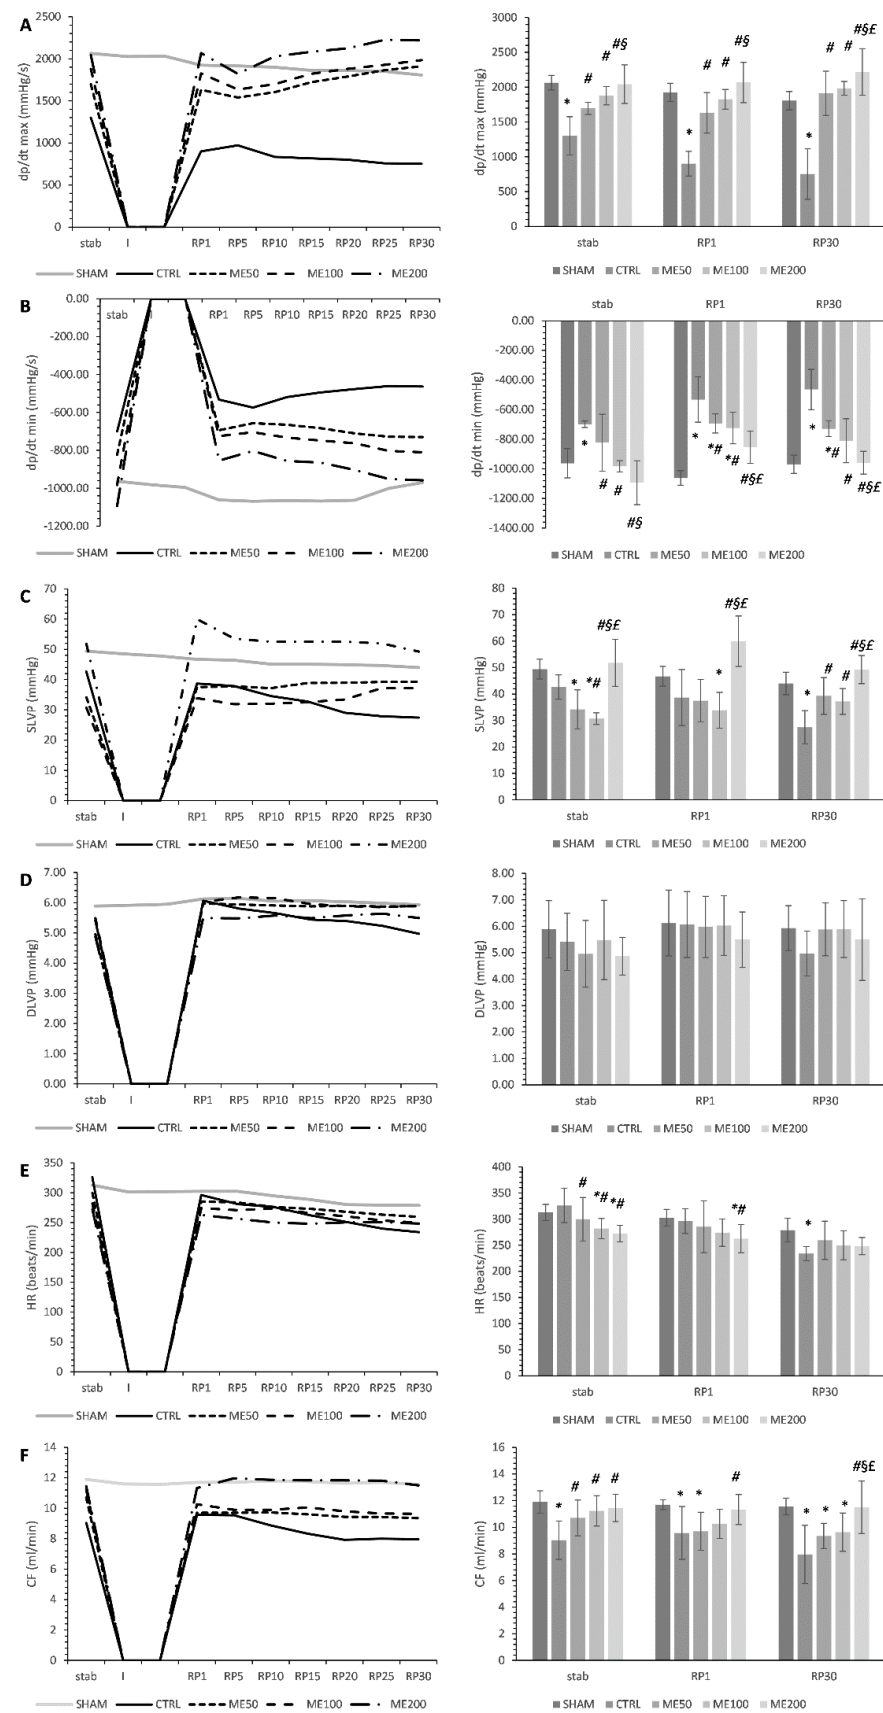 A
dp/dt max (mmHg/s)
2500
2000
1500
1000
500
0
stab I RP1 RP5 RP10 RP15 RP20 RP25 RP30
SHAM CTRL ME50 ME100 ME200
dp/dt max (mmHg)
3000
2500
2000
1500
1000
500
0
* # # #§
* # # #§
* # # #§£
stab RP1 RP30
SHAM CTRL ME50 ME100 ME200
B
dp/dt min (mmHg/s)
0.00
-200.00
-400.00
-600.00
-800.00
-1000.00
-1200.00
stab RP1 RP5 RP10 RP15 RP20 RP25 RP30
SHAM CTRL ME50 ME100 ME200
dp/dt min (mmHg)
stab RP1 RP30
0.00
-200.00
-400.00
-600.00
-800.00
-1000.00
-1200.00
-1400.00
* # # #§
* *# *# #§£
* *# # #§£
SHAM CTRL ME50 ME100 ME200
C
SLVP (mmHg)
70
60
50
40
30
20
10
0
stab I RP1 RP5 RP10 RP15 RP20 RP25 RP30
SHAM CTRL ME50 ME100 ME200
SLVP (mmHg)
80
70
60
50
40
30
20
10
0
* *# #§£
* #§£
# # #§£
stab RP1 RP30
SHAM CTRL ME50 ME100 ME200
D
DLVP (mmHg)
7.00
6.00
5.00
4.00
3.00
2.00
1.00
0.00
stab I RP1 RP5 RP10 RP15 RP20 RP25 RP30
SHAM CTRL ME50 ME100 ME200
DLVP (mmHg)
8.00
7.00
6.00
5.00
4.00
3.00
2.00
1.00
0.00
stab RP1 RP30
SHAM CTRL ME50 ME100 ME200
E
HR (beats/min)
350
300
250
200
150
100
50
0
stab I RP1 RP5 RP10 RP15 RP20 RP25 RP30
SHAM CTRL ME50 ME100 ME200
HR (beats/min)
400
350
300
250
200
150
100
50
0
# *# *#
*#
*
stab RP1 RP30
SHAM CTRL ME50 ME100 ME200
F
CF (ml/min)
14
12
10
8
6
4
2
0
stab I RP1 RP5 RP10 RP15 RP20 RP25 RP30
SHAM CTRL ME50 ME100 ME200
CF (ml/min)
16
14
12
10
8
6
4
2
0
* # # #
* * #
* * * #§£
stab RP1 RP30
SHAM CTRL ME50 ME100 ME200